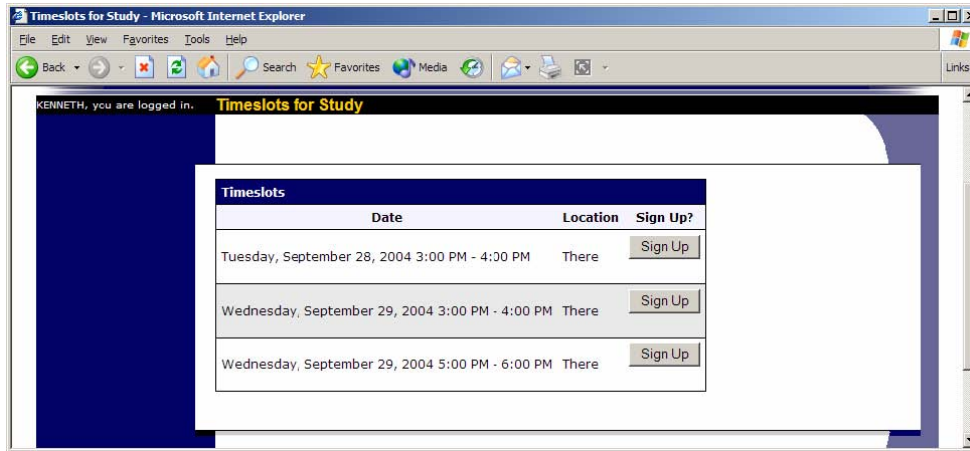 Timeslots for Study - Microsoft Internet Explorer
File Edit View Favorites Tools Help
Back Search Favorites Media Links
KENNETH, you are logged in. Timeslots for Study
Timeslots
Date Location Sign Up?
Tuesday, September 28, 2004 3:00 PM - 4:00 PM There Sign Up
Wednesday, September 29, 2004 3:00 PM - 4:00 PM There Sign Up
Wednesday, September 29, 2004 5:00 PM - 6:00 PM There Sign Up